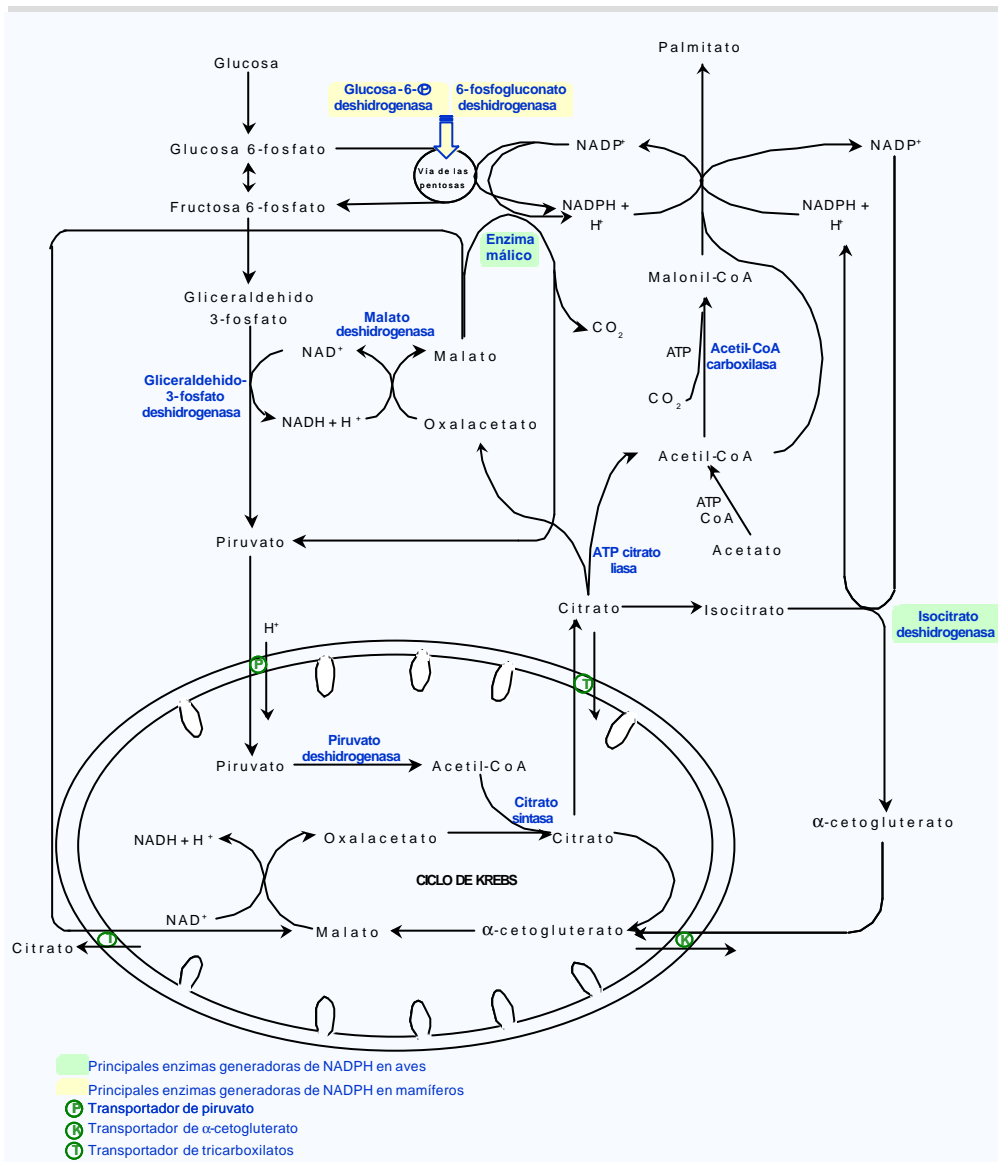 Palmitato
Glucosa
Glucosa-6-P 6-fosfogluconato
deshidrogenasa deshidrogenasa
Glucosa 6-fosfato
Vía de las
pentosas
NADP⁺
NADP⁺
Fructosa 6-fosfato
NADPH +
H⁺
NADPH +
H⁺
Enzima
málico
Gliceraldehido
3-fosfato
Malonil-CoA
Malato
deshidrogenasa
CO₂
NAD⁺
Malato
ATP
Acetil-CoA
carboxilasa
Gliceraldehido-
3-fosfato
deshidrogenasa
CO₂
NADH + H⁺
Oxalacetato
Acetil-CoA
ATP
CoA
Piruvato
Acetato
ATP citrato
liasa
Citrato
Isocitrato
Isocitrato
deshidrogenasa
H⁺
P
T
Piruvato
Piruvato
deshidrogenasa
Acetil-CoA
Citrato
sintasa
NADH + H⁺
Oxalacetato
Citrato
α-cetogluterato
CICLO DE KREBS
NAD⁺
Malato
α-cetogluterato
Citrato
T
K
Principales enzimas generadoras de NADPH en aves
Principales enzimas generadoras de NADPH en mamíferos
P Transportador de piruvato
K Transportador de α-cetogluterato
T Transportador de tricarboxilatos